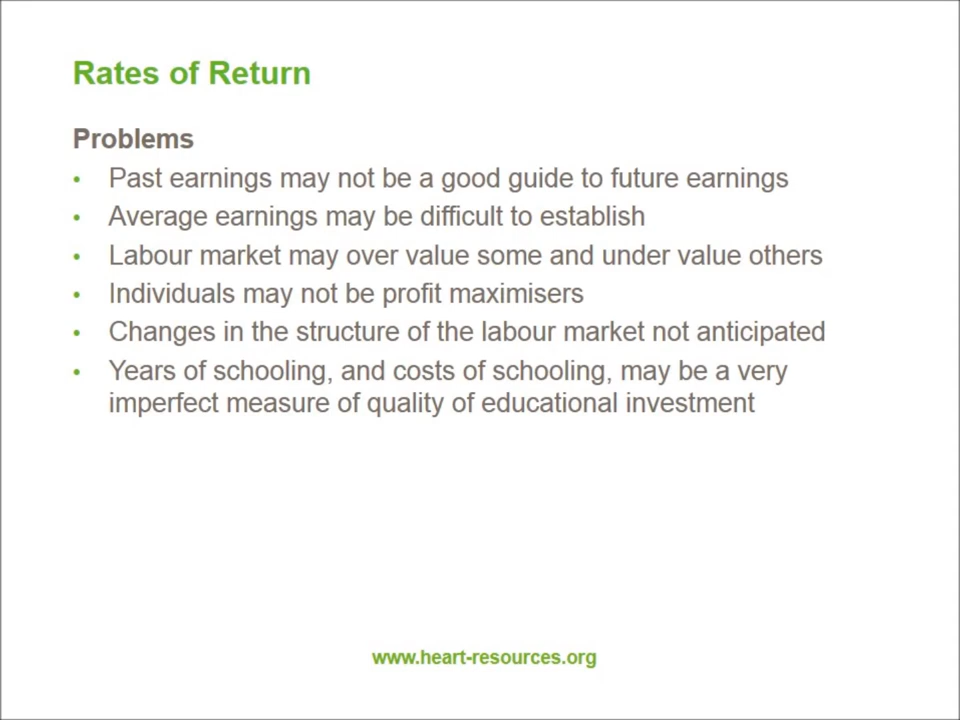 Rates of Return
Problems
• Past earnings may not be a good guide to future earnings
• Average earnings may be difficult to establish
• Labour market may over value some and under value others
• Individuals may not be profit maximisers
• Changes in the structure of the labour market not anticipated
• Years of schooling, and costs of schooling, may be a very
imperfect measure of quality of educational investment
www.heart-resources.org